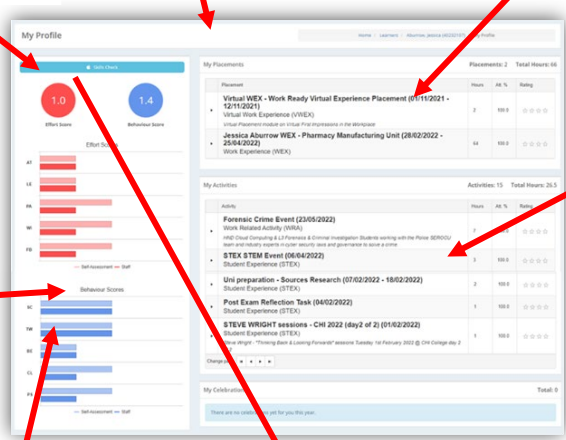 My Profile
Home / Learners / Aburrow, Jessica
Skills Check
1.0
1.4
Effort Score
Behaviour Score
Effort Scores
A7
LE
PA
WI
Self-Assessment Staff
Behaviour Scores
TM
CL
Self-Assessment Staff
My Placements Placements: 2 Total Hours: 66
Placement Hours Att. % Rating
Virtual WEX - Work Ready Virtual Experience Placement (01/11/2021 -
12/11/2021)
Virtual Work Experience (VWEX)
Virtual Placement module on Virtual First Impressions in the Workplace
2 100.0
Jessica Aburrow WEX - Pharmacy Manufacturing Unit (28/02/2022 -
25/04/2022)
Work Experience (WEX)
64 100.0
My Activities Activities: 15 Total Hours: 26.5
Activity Hours Att. % Rating
Forensic Crime Event (23/05/2022)
Work Related Activity (WRA)
HND Cloud Computing & L3 Forensics & Criminal Investigation Students working with the Police SEROCU
team and industry experts in cyber security laws and governance to solve a crime
STEX STEM Event (06/04/2022)
Student Experience (STEX)
100.0
Uni preparation - Sources Research (07/02/2022 - 18/02/2022)
Student Experience (STEX)
2 100.0
Post Exam Reflection Task (04/02/2022)
Student Experience (STEX)
1 100.0
STEVE WRIGHT sessions - CHI 2022 (day2 of 2) (01/02/2022)
Student Experience (STEX)
Steve Wright - "Thinking Back & Looking Forwards" sessions Tuesday 1st February 2022 @ CHI College day 2
1 100.0
My Celebrations Total: 0
There are no celebrations yet for you this year.